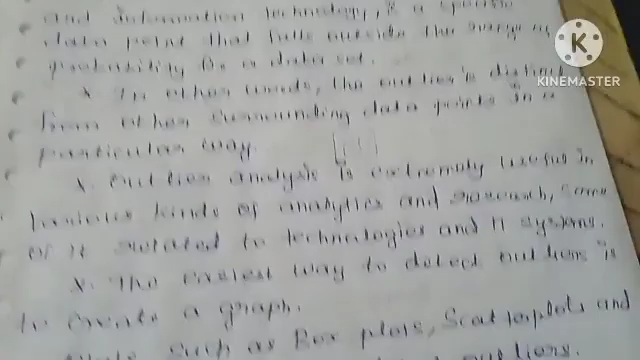 and information technology, is a specific
data point that falls outside the range of
probability for a data set.
x. In other words, the outlier is distinct
from other surrounding data points in a
particular way.
x. outlier analysis is extremely useful in
various kinds of analytics and research, some
of it related to technologies and IT systems.
x. The easiest way to detect outliers is
to create a graph.
such as Box plots, Scatterplots and
outliers.
K
KINEMASTER